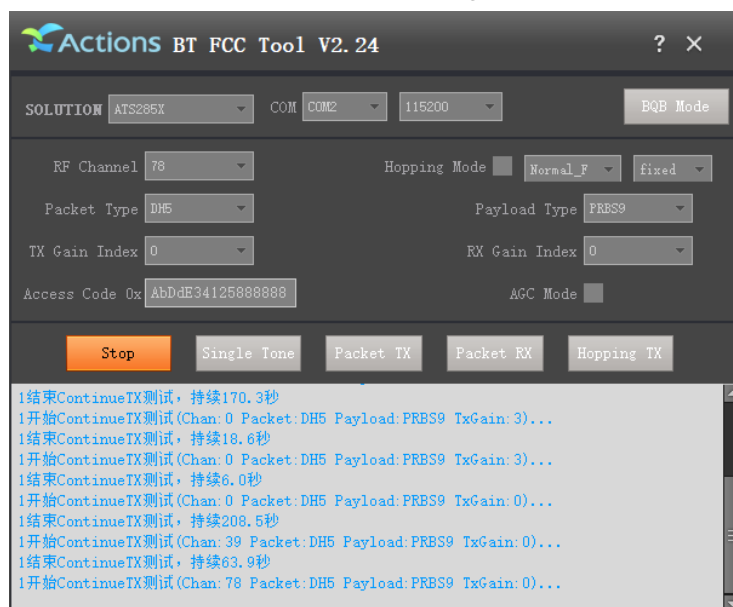 Actions BT FCC Tool V2.24 ? ×
SOLUTION ATS285X COM COM2 115200 BQB Mode
RF Channel 78 Hopping Mode Normal_F fixed
Packet Type DH5 Payload Type PRBS9
TX Gain Index 0 RX Gain Index 0
Access Code 0x AbDdE34125888888 AGC Mode
Stop Single Tone Packet TX Packet RX Hopping TX
1结束ContinueTX测试，持续170.3秒
1开始ContinueTX测试(Chan:0 Packet:DH5 Payload:PRBS9 TxGain:3)...
1结束ContinueTX测试，持续18.6秒
1开始ContinueTX测试(Chan:0 Packet:DH5 Payload:PRBS9 TxGain:3)...
1结束ContinueTX测试，持续6.0秒
1开始ContinueTX测试(Chan:0 Packet:DH5 Payload:PRBS9 TxGain:0)...
1结束ContinueTX测试，持续208.5秒
1开始ContinueTX测试(Chan:39 Packet:DH5 Payload:PRBS9 TxGain:0)...
1结束ContinueTX测试，持续63.9秒
1开始ContinueTX测试(Chan:78 Packet:DH5 Payload:PRBS9 TxGain:0)...